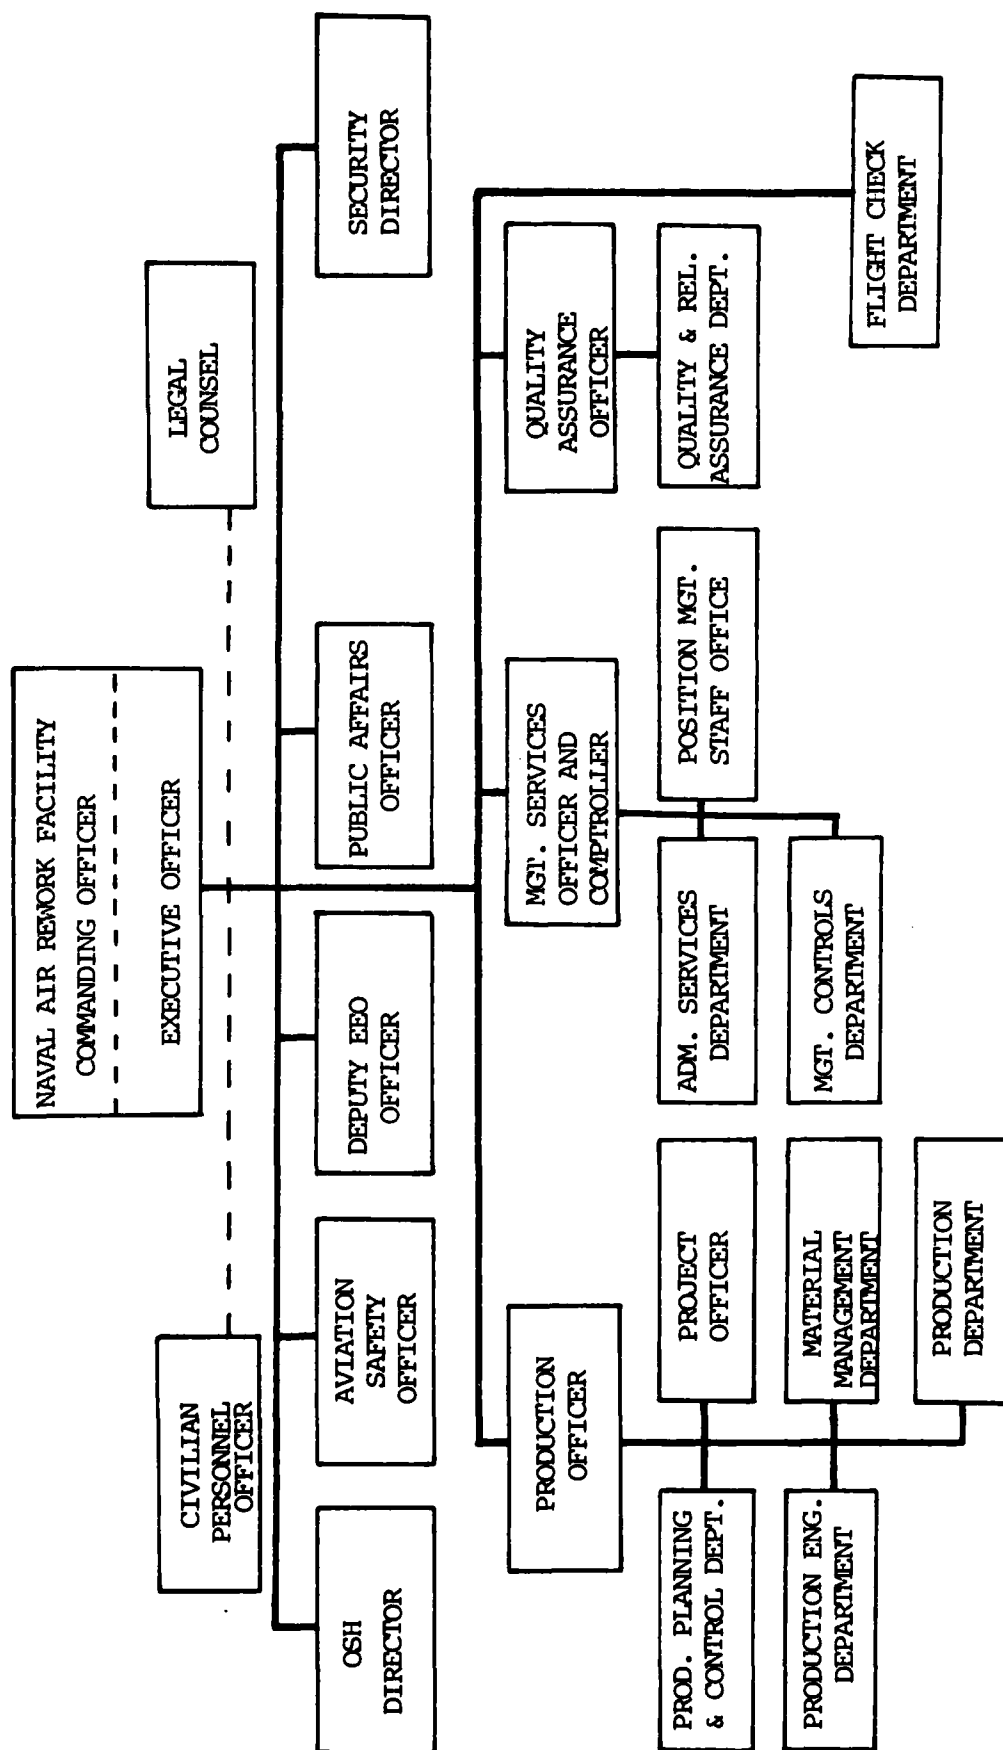 NAVAL AIR REWORK FACILITY
COMMANDING OFFICER
EXECUTIVE OFFICER
CIVILIAN
PERSONNEL
OFFICER
LEGAL
COUNSEL
OSH
DIRECTOR
AVIATION
SAFETY
OFFICER
DEPUTY EEO
OFFICER
PUBLIC AFFAIRS
OFFICER
SECURITY
DIRECTOR
PRODUCTION
OFFICER
MGT. SERVICES
OFFICER AND
COMPTROLLER
QUALITY
ASSURANCE
OFFICER
PROD. PLANNING
& CONTROL DEPT.
PROJECT
OFFICER
ADM. SERVICES
DEPARTMENT
POSITION MGT.
STAFF OFFICE
QUALITY & REL.
ASSURANCE DEPT.
PRODUCTION ENG.
DEPARTMENT
MATERIAL
MANAGEMENT
DEPARTMENT
MGT. CONTROLS
DEPARTMENT
FLIGHT CHECK
DEPARTMENT
PRODUCTION
DEPARTMENT